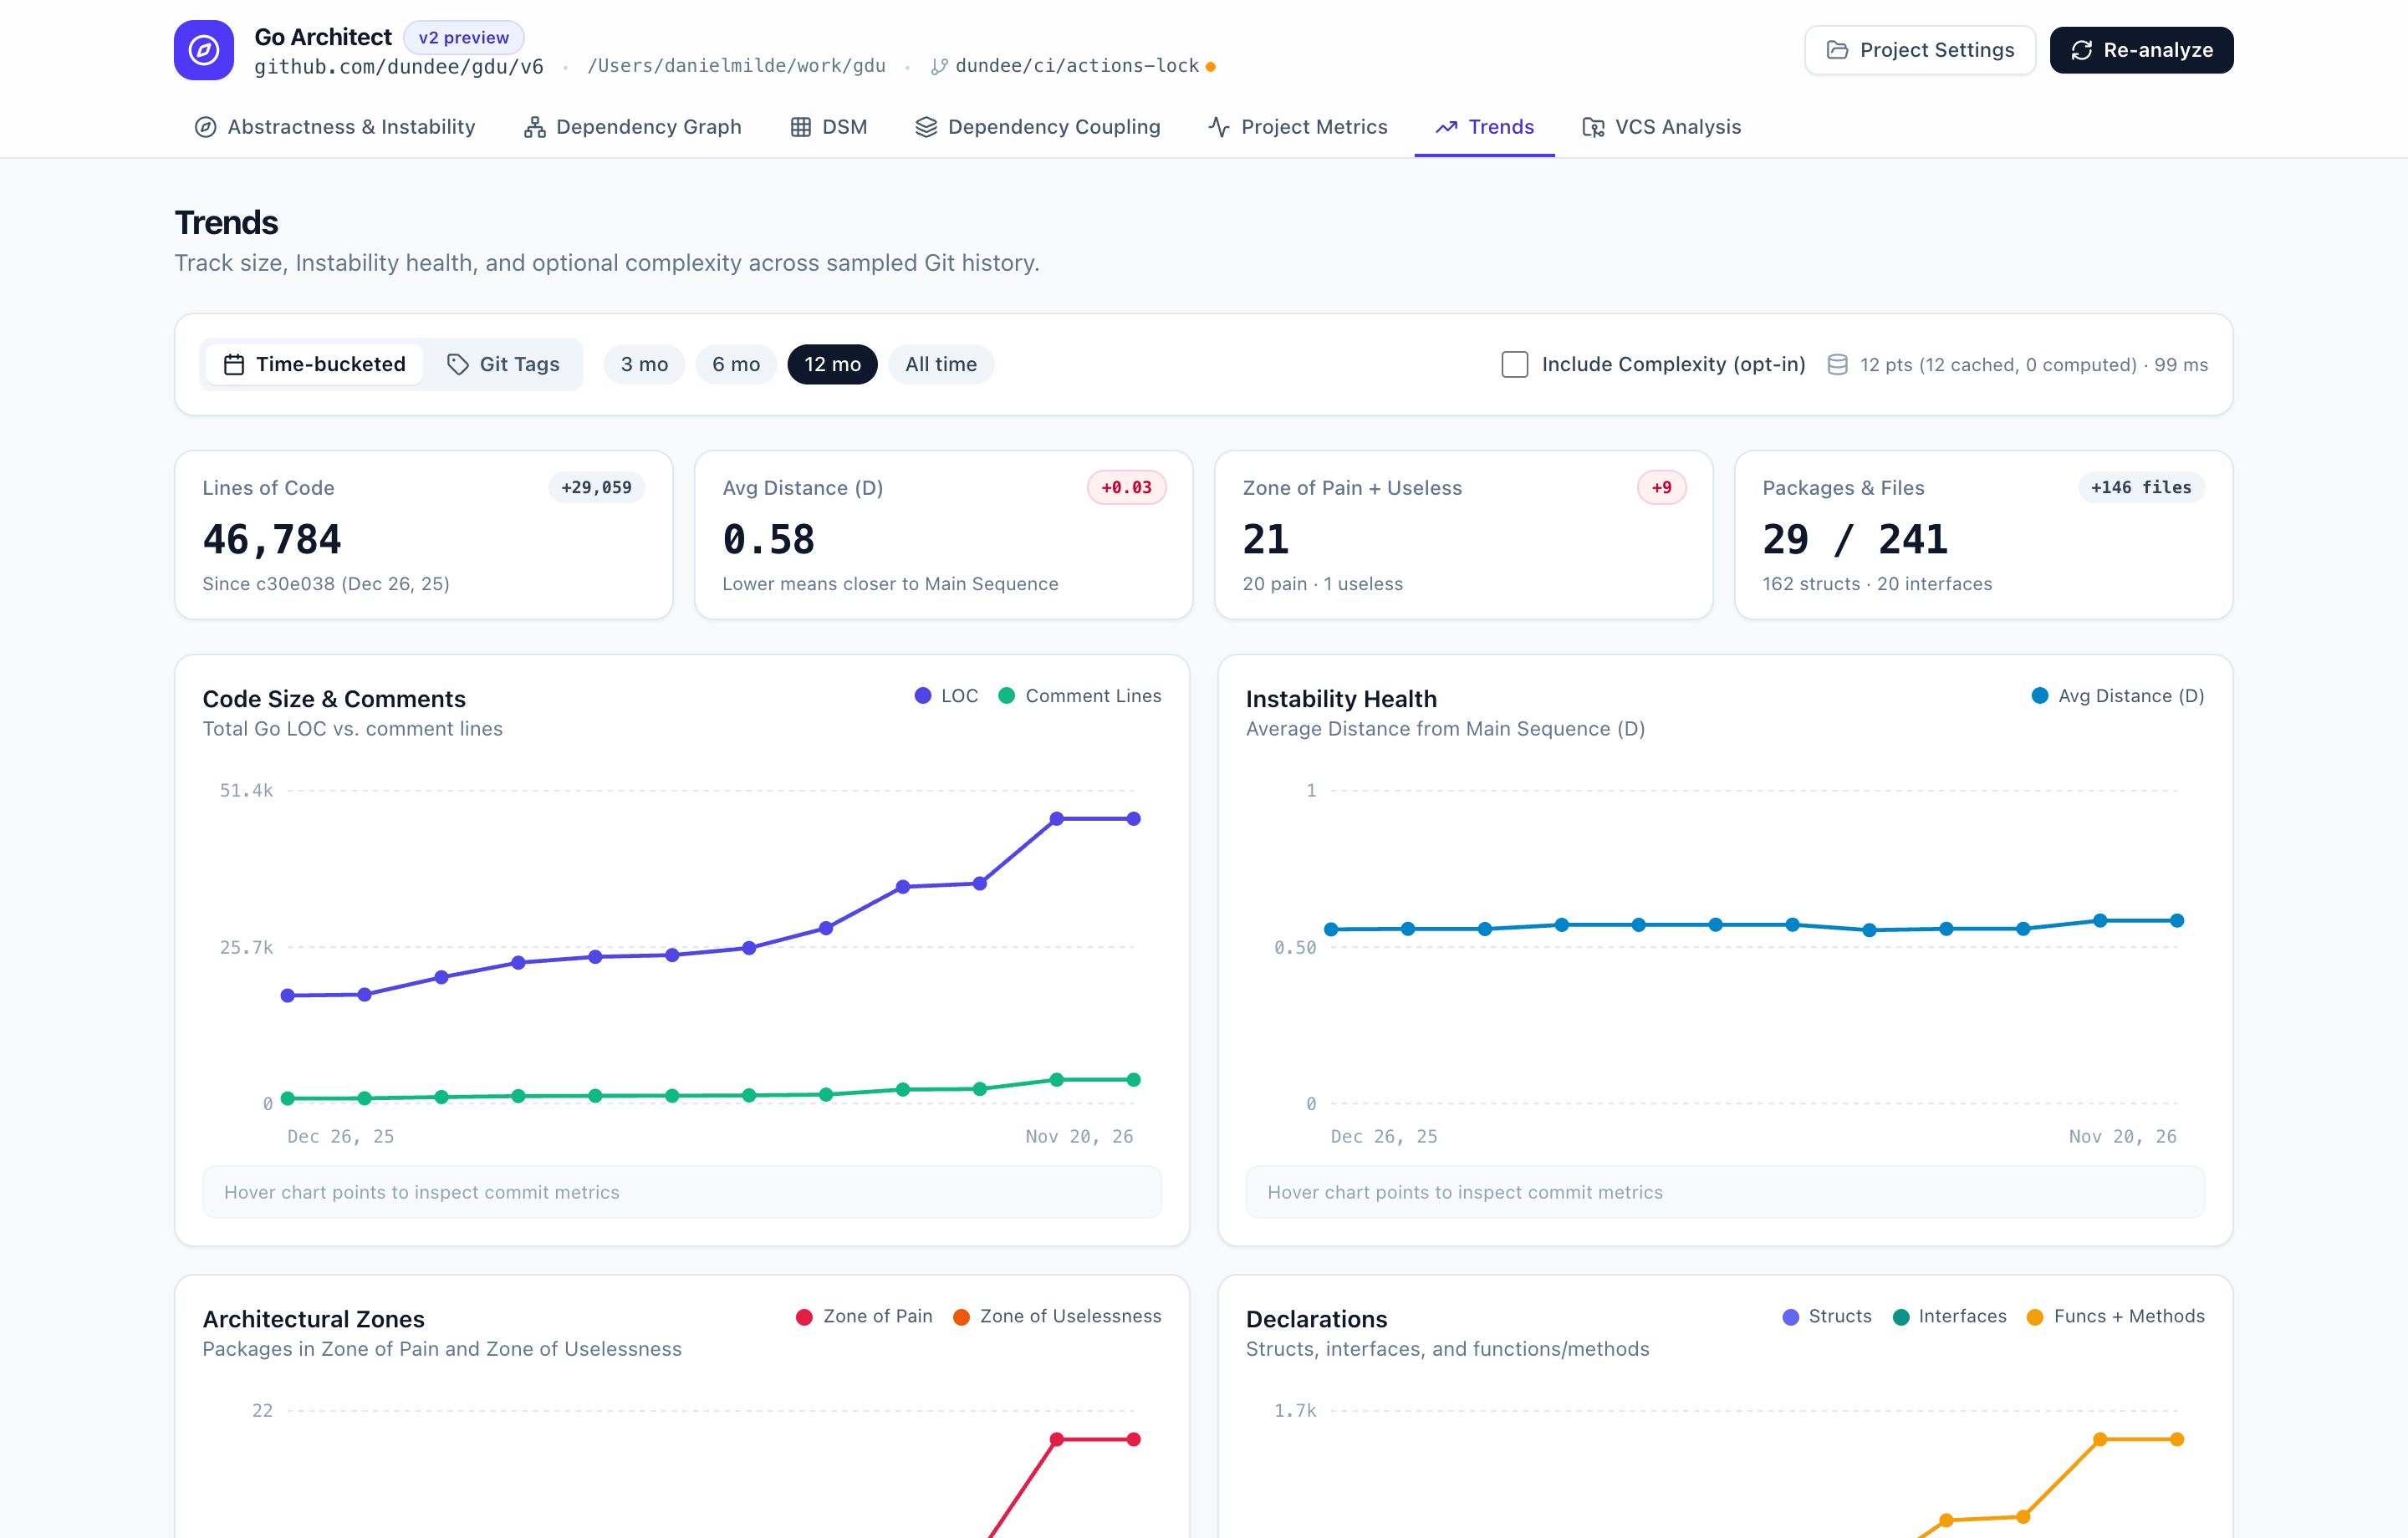 Go Architect v2 preview
github.com/dundee/gdu/v6 · /Users/danielmilde/work/gdu · dundee/ci/actions-lock
Project Settings
Re-analyze
Abstractness & Instability
Dependency Graph
DSM
Dependency Coupling
Project Metrics
Trends
VCS Analysis
Trends
Track size, Instability health, and optional complexity across sampled Git history.
Time-bucketed
Git Tags
3 mo
6 mo
12 mo
All time
Include Complexity (opt-in)
12 pts (12 cached, 0 computed) · 99 ms
Lines of Code
+29,059
46,784
Since c30e038 (Dec 26, 25)
Avg Distance (D)
+0.03
0.58
Lower means closer to Main Sequence
Zone of Pain + Useless
+9
21
20 pain · 1 useless
Packages & Files
+146 files
29 / 241
162 structs · 20 interfaces
Code Size & Comments
LOC
Comment Lines
Total Go LOC vs. comment lines
51.4k
25.7k
0
Dec 26, 25
Nov 20, 26
Hover chart points to inspect commit metrics
Instability Health
Avg Distance (D)
Average Distance from Main Sequence (D)
1
0.50
0
Dec 26, 25
Nov 20, 26
Hover chart points to inspect commit metrics
Architectural Zones
Zone of Pain
Zone of Uselessness
Packages in Zone of Pain and Zone of Uselessness
22
Declarations
Structs
Interfaces
Funcs + Methods
Structs, interfaces, and functions/methods
1.7k